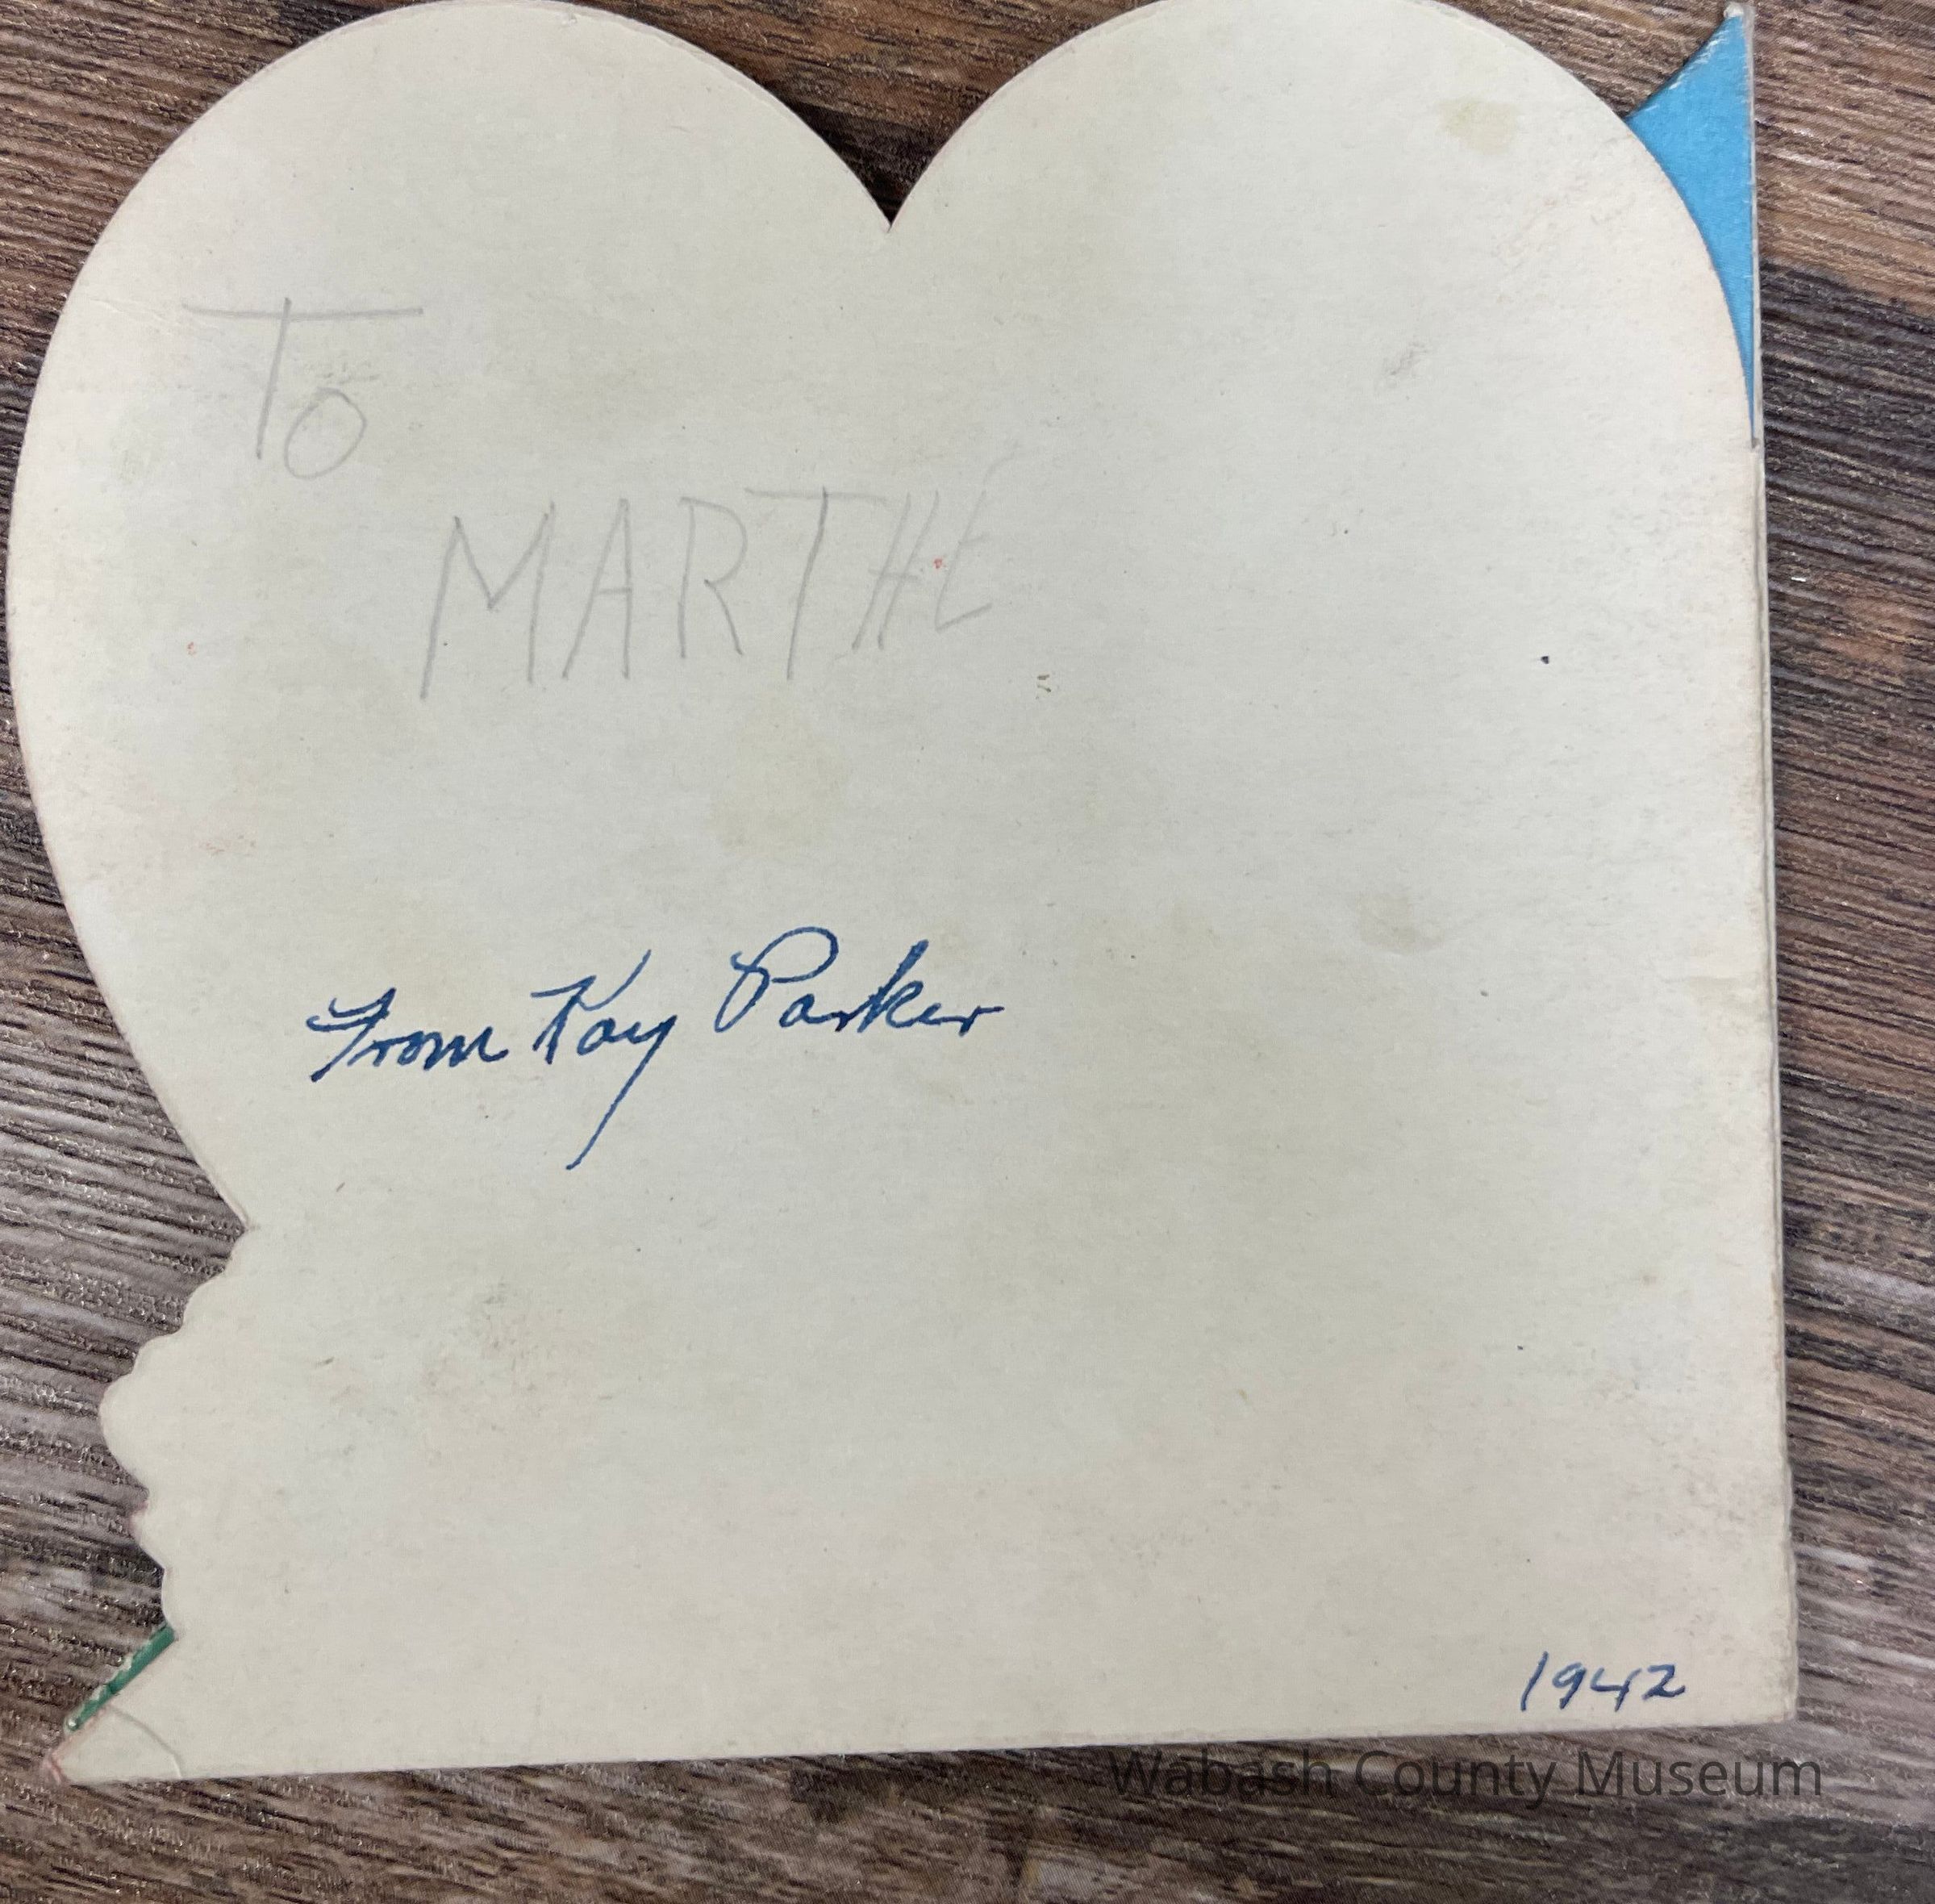 To
MARTHE
From Kay Parker
1942
Wabash County Museum